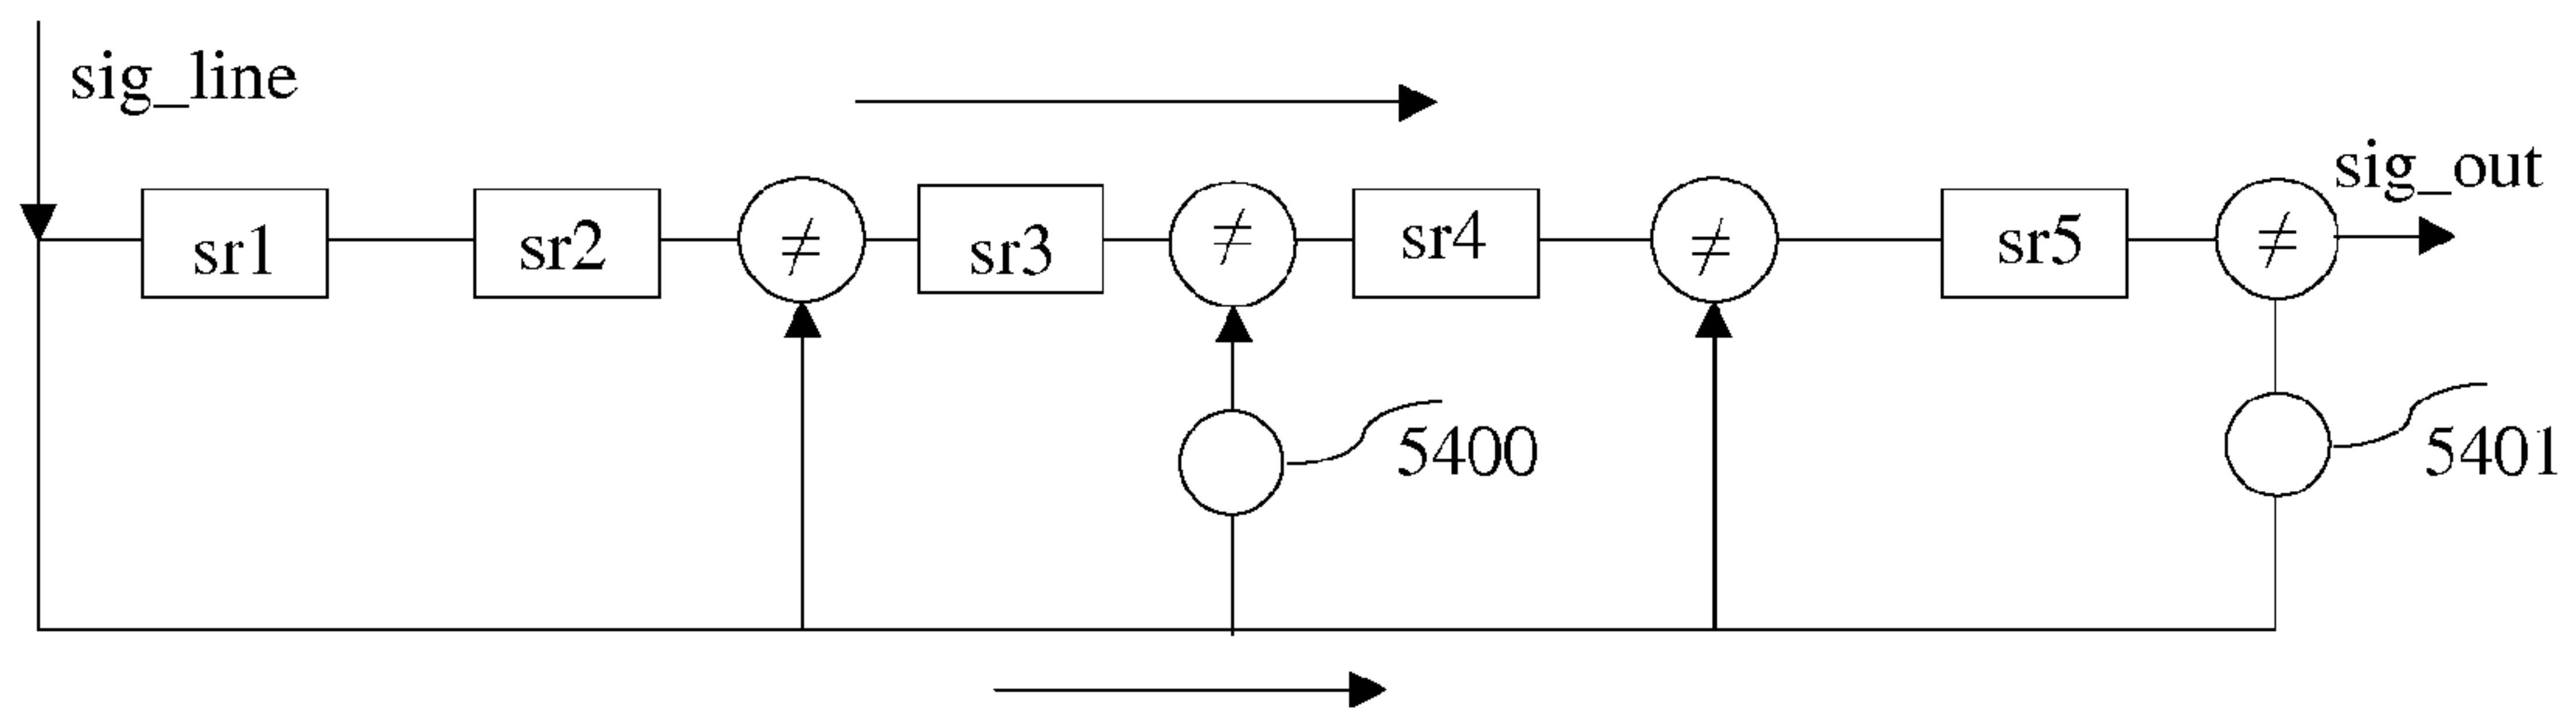 sig_line
sig_out
sr1
sr2
≠
sr3
≠
sr4
≠
sr5
≠
5400
5401